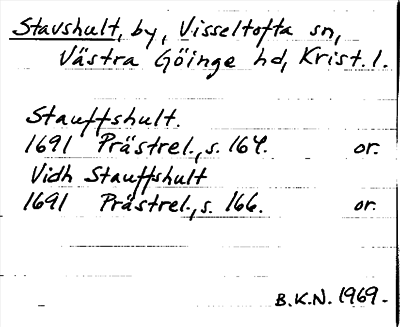 Stavshult, by, Visseltofta sn,
Västra Göinge hd, Krist. l.
Stauffshult.
1691 Prästrel., s. 164. or.
Vidh Stauffshult
1691 Prästrel., s. 166. or.
B.K.N. 1969.